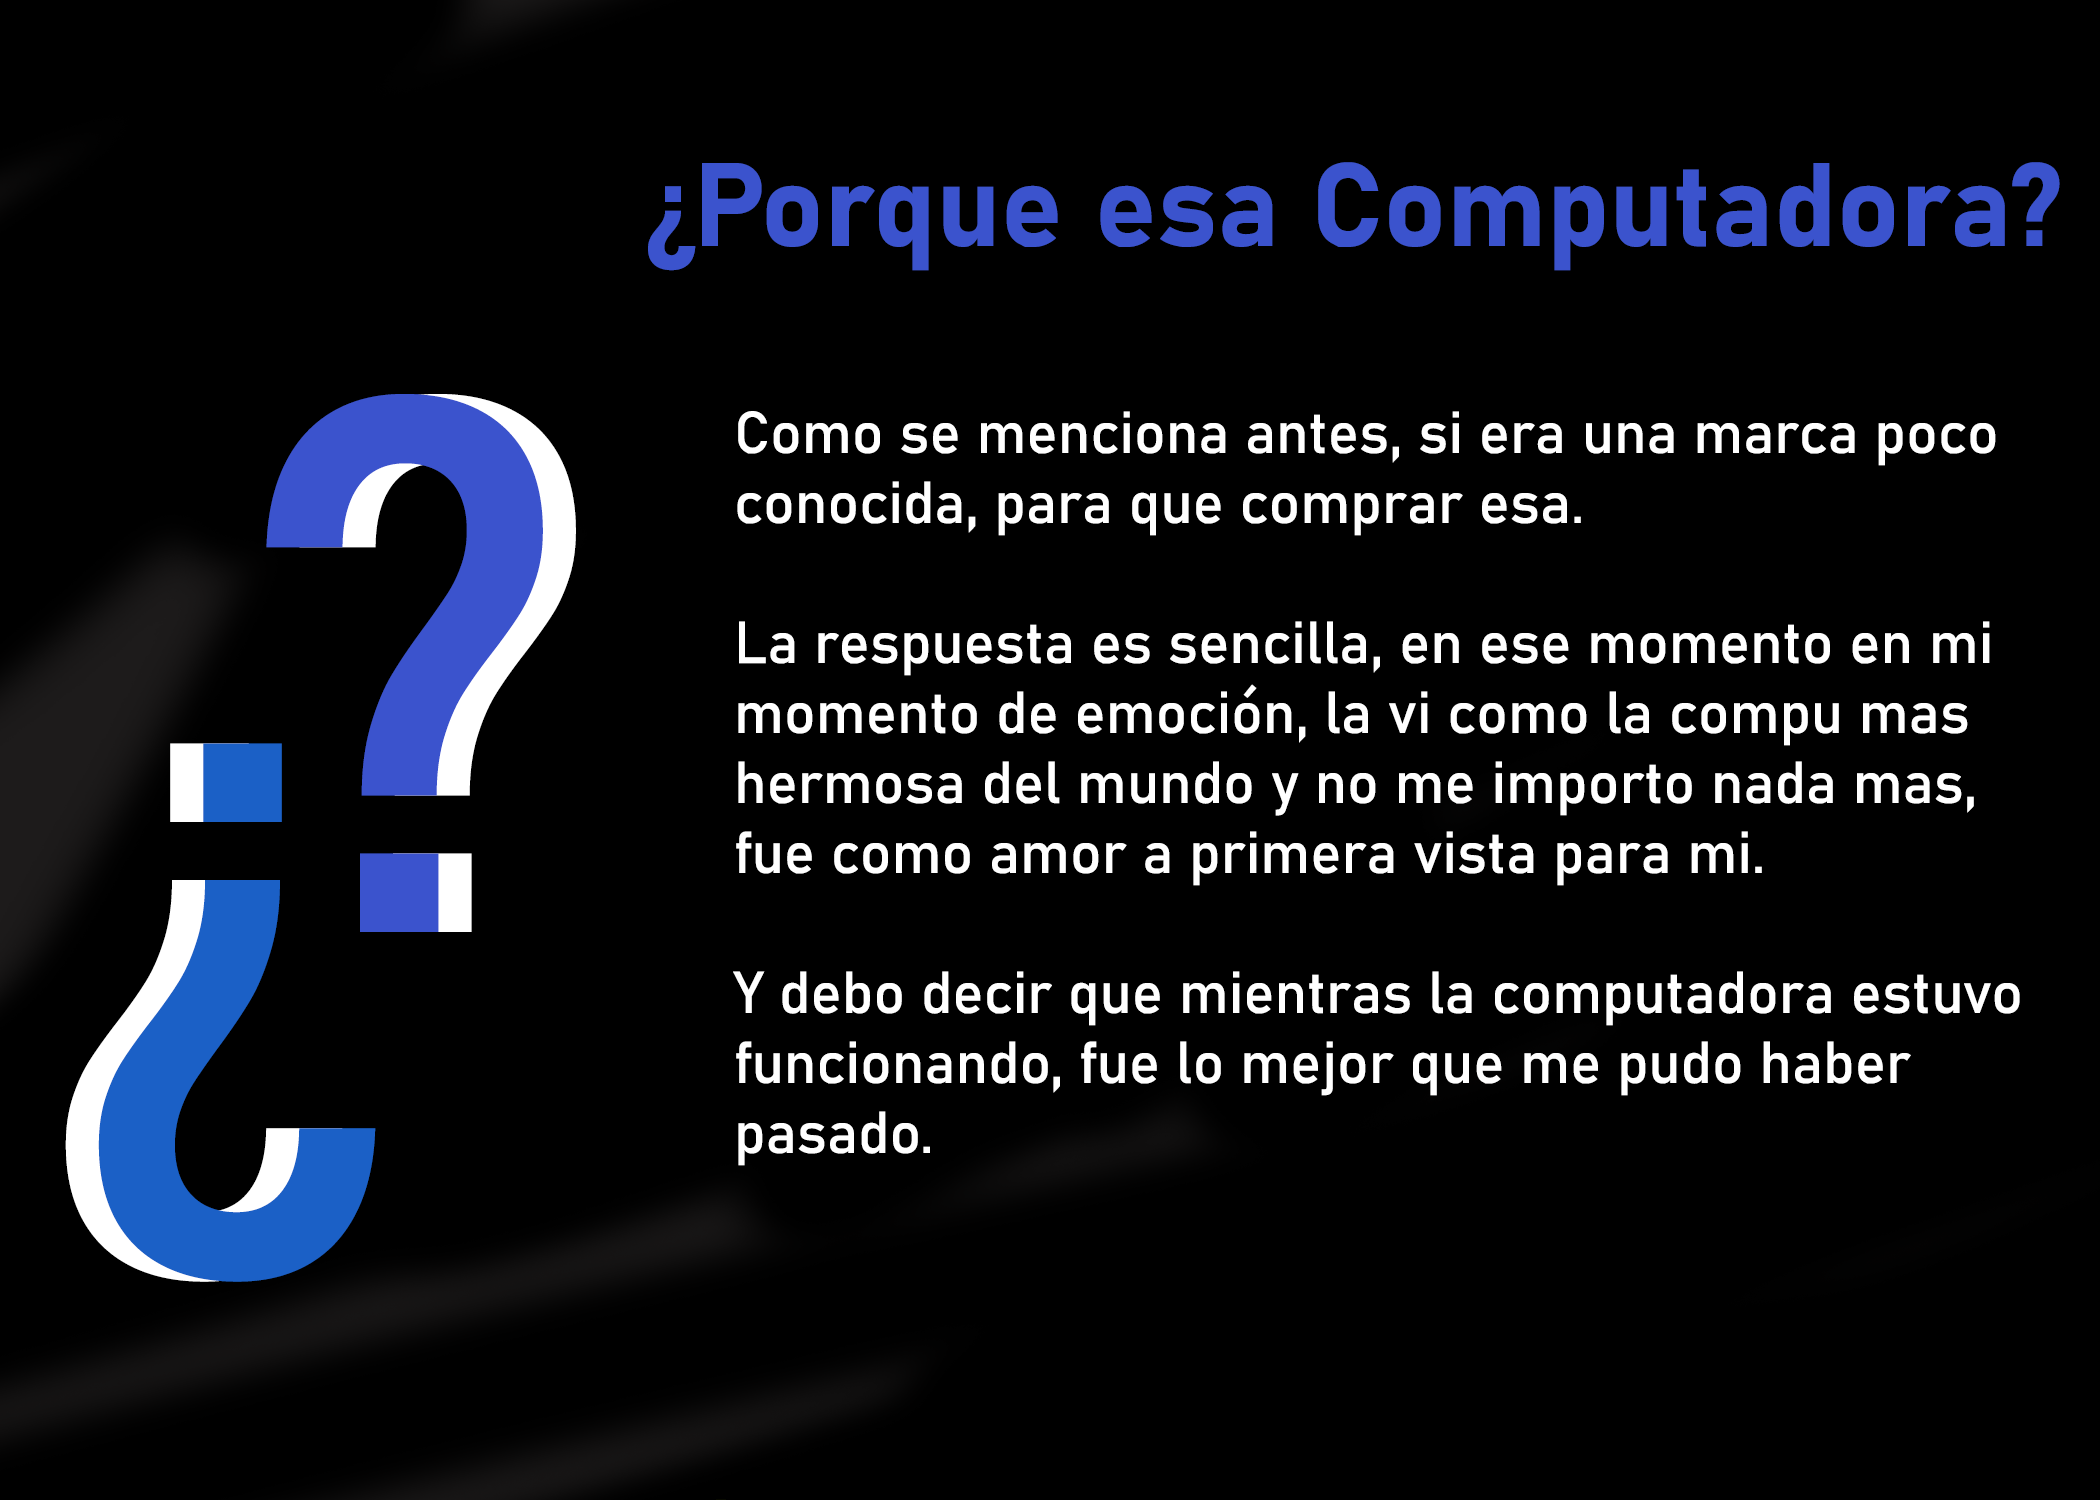 ¿Porque esa Computadora?
Como se menciona antes, si era una marca poco
conocida, para que comprar esa.
La respuesta es sencilla, en ese momento en mi
momento de emoción, la vi como la compu mas
hermosa del mundo y no me importo nada mas,
fue como amor a primera vista para mi.
Y debo decir que mientras la computadora estuvo
funcionando, fue lo mejor que me pudo haber
pasado.
?
¿